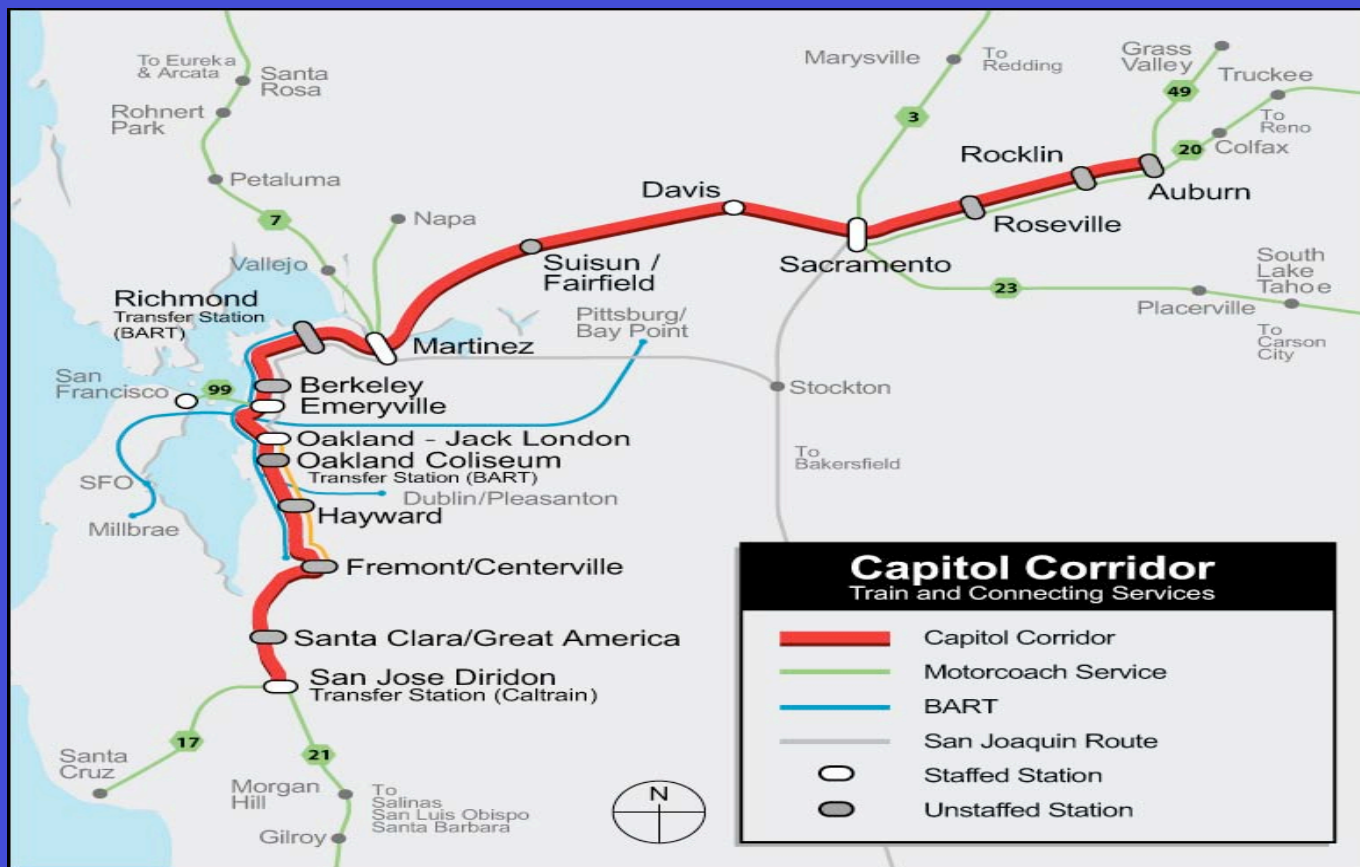 To Eureka
& Arcata
Santa
Rosa
Rohnert
Park
Petaluma
7
Napa
Vallejo
Marysville
To
Redding
3
Grass
Valley
49
Truckee
To
Reno
20
Colfax
Rocklin
Auburn
Roseville
Davis
Sacramento
Suisun /
Fairfield
23
South
Lake
Tahoe
Placerville
To
Carson
City
Richmond
Transfer Station
(BART)
Martinez
Pittsburg/
Bay Point
San
Francisco
99
Berkeley
Emeryville
Stockton
Oakland - Jack London
Oakland Coliseum
Transfer Station (BART)
To
Bakersfield
SFO
Millbrae
Dublin/Pleasanton
Hayward
Fremont/Centerville
Santa Clara/Great America
San Jose Diridon
Transfer Station (Caltrain)
17
21
Santa
Cruz
Morgan
Hill
To
Salinas
San Luis Obispo
Santa Barbara
Gilroy
N
Capitol Corridor
Train and Connecting Services
Capitol Corridor
Motorcoach Service
BART
San Joaquin Route
Staffed Station
Unstaffed Station